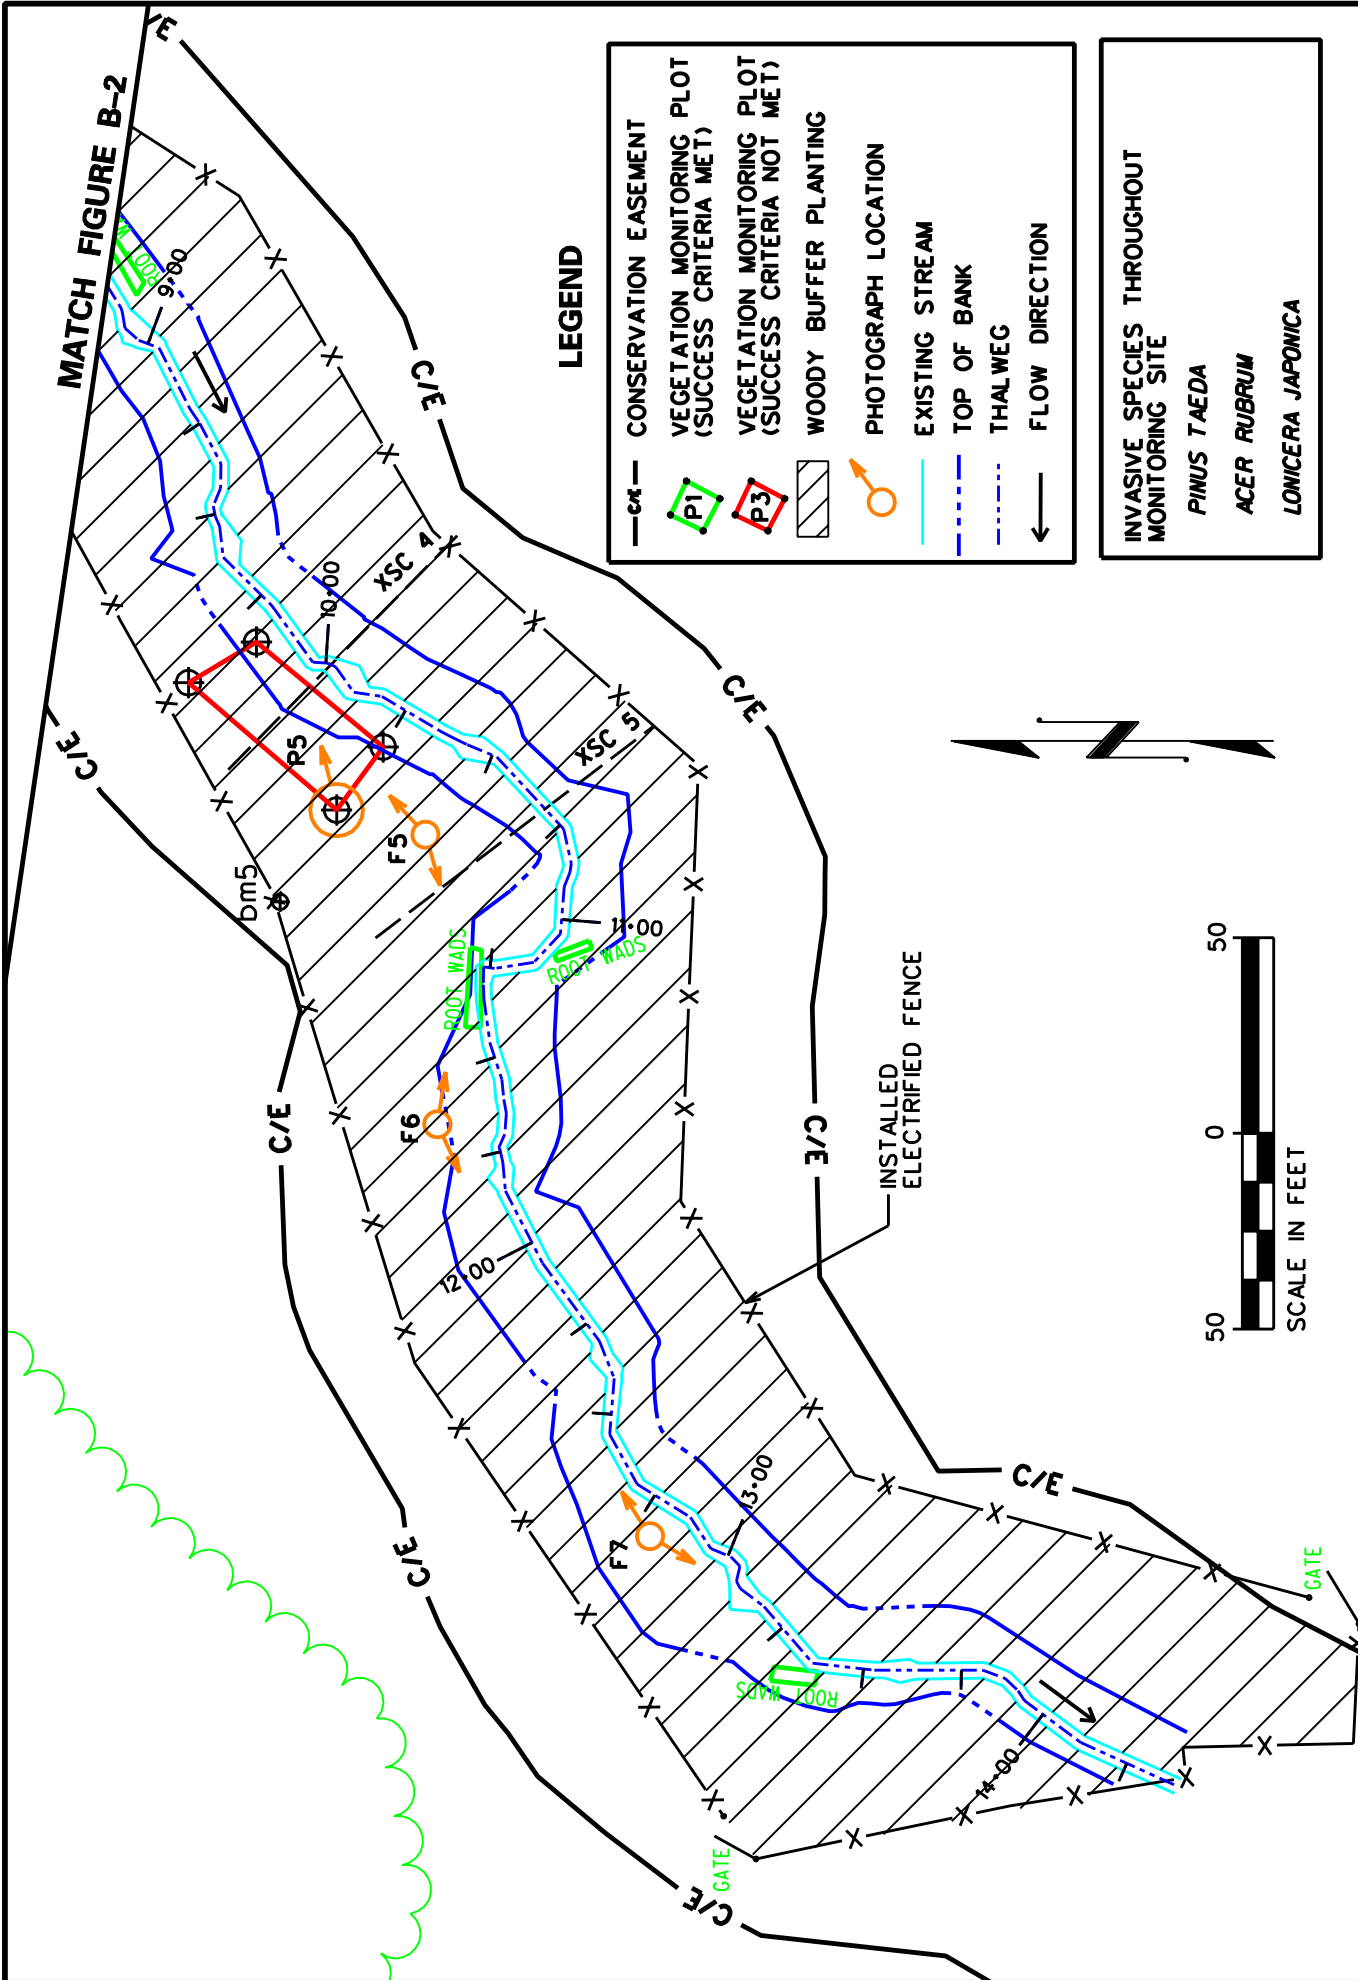 MATCH FIGURE B-2
C/E
C/E
C/E
C/E
C/E
C/E
C/E
C/E
C/E
ROOT W
9+00
XSC 4
10+00
P5
F5
XSC 5
bm5
11+00
ROOT WADS
ROOT WADS
F6
12+00
INSTALLED
ELECTRIFIED FENCE
F7
13+00
ROOT WADS
14+00
GATE
GATE
LEGEND
C/E CONSERVATION EASEMENT
P1 VEGETATION MONITORING PLOT
(SUCCESS CRITERIA MET)
P3 VEGETATION MONITORING PLOT
(SUCCESS CRITERIA NOT MET)
WOODY BUFFER PLANTING
PHOTOGRAPH LOCATION
EXISTING STREAM
TOP OF BANK
THALWEG
FLOW DIRECTION
INVASIVE SPECIES THROUGHOUT
MONITORING SITE
PINUS TAEDA
ACER RUBRUM
LONICERA JAPONICA
50 0 50
SCALE IN FEET